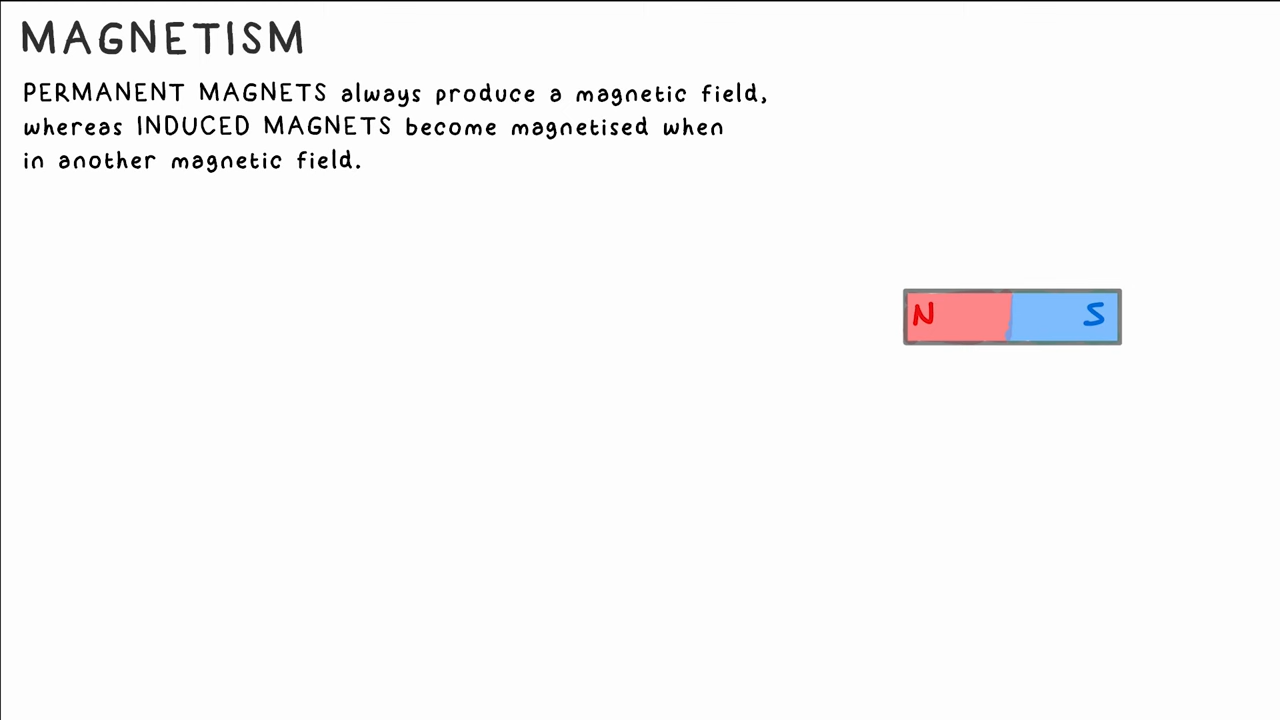 MAGNETISM
PERMANENT MAGNETS always produce a magnetic field,
whereas INDUCED MAGNETS become magnetised when
in another magnetic field.
N S